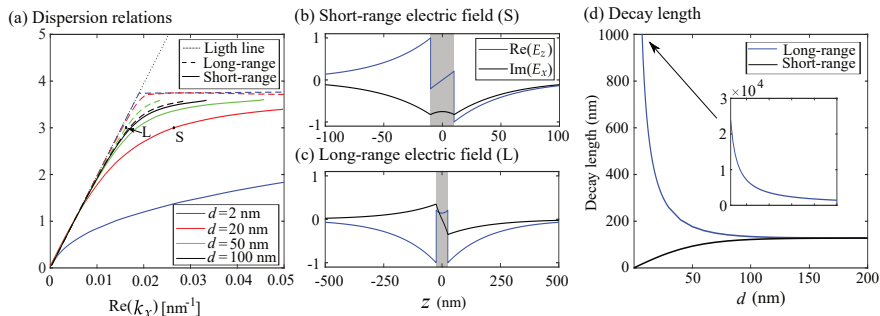 (a) Dispersion relations
Ligth line
Long-range
Short-range
L
S
d = 2 nm
d = 20 nm
d = 50 nm
d = 100 nm
5
4
3
2
1
0
0 0.01 0.02 0.03 0.04 0.05
Re(kx) [nm⁻¹]
(b) Short-range electric field (S)
Re(Ez)
Im(Ex)
1
0
-1
-100 -50 0 50 100
(c) Long-range electric field (L)
1
0
-1
-500 -250 0 250 500
z (nm)
(d) Decay length
Long-range
Short-range
Decay length (nm)
1000
800
600
400
200
0
0 50 100 150 200
d (nm)
×10⁴
3
2
1
0